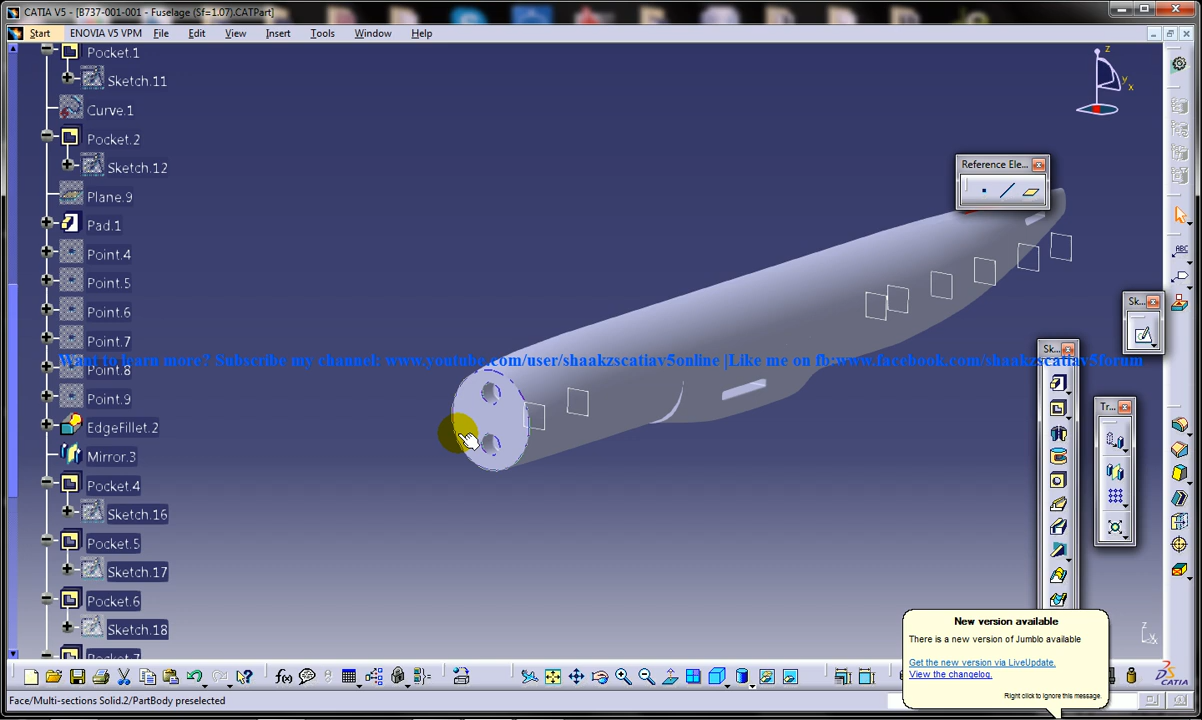 CATIA V5 - [B737-001-001 - Fuselage (Sf=1.07).CATPart]
Start ENOVIA V5 VPM File Edit View Insert Tools Window Help
Pocket.1
Sketch.11
Curve.1
Pocket.2
Sketch.12
Plane.9
Pad.1
Point.4
Point.5
Point.6
Point.7
Want to learn more? Subscribe my channel: www.youtube.com/user/shaakzscatiav5online |Like me on fb:www.facebook.com/shaakzscatiav5forum
Point.8
Point.9
EdgeFillet.2
Mirror.3
Pocket.4
Sketch.16
Pocket.5
Sketch.17
Pocket.6
Sketch.18
z
y
x
Reference Ele...
ABC
Sk...
Sk...
Tr...
New version available
There is a new version of Jumblo available
Get the new version via LiveUpdate.
View the changelog.
Right click to Ignore this message.
CATIA
Face/Multi-sections Solid.2/PartBody preselected